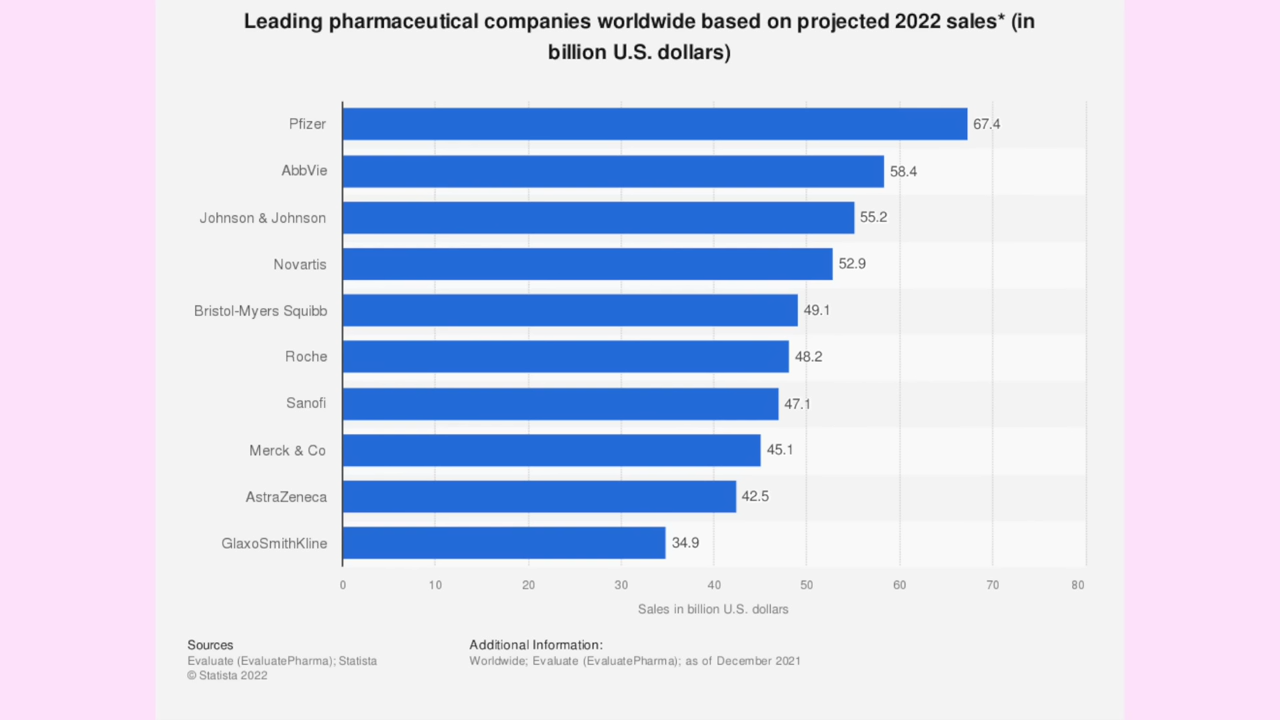 Leading pharmaceutical companies worldwide based on projected 2022 sales* (in
billion U.S. dollars)
Pfizer 67.4
AbbVie 58.4
Johnson & Johnson 55.2
Novartis 52.9
Bristol-Myers Squibb 49.1
Roche 48.2
Sanofi 47.1
Merck & Co 45.1
AstraZeneca 42.5
GlaxoSmithKline 34.9
0 10 20 30 40 50 60 70 80
Sales in billion U.S. dollars
Sources
Evaluate (EvaluatePharma); Statista
© Statista 2022
Additional Information:
Worldwide; Evaluate (EvaluatePharma); as of December 2021